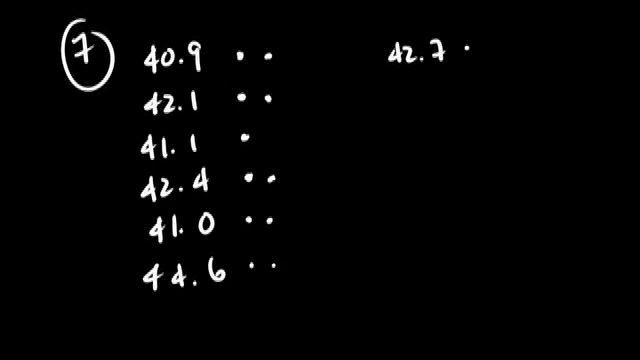 7 40.9 · · 42.7 ·
42.1 · ·
41.1 ·
42.4 · ·
41.0 · ·
44.6 · ·